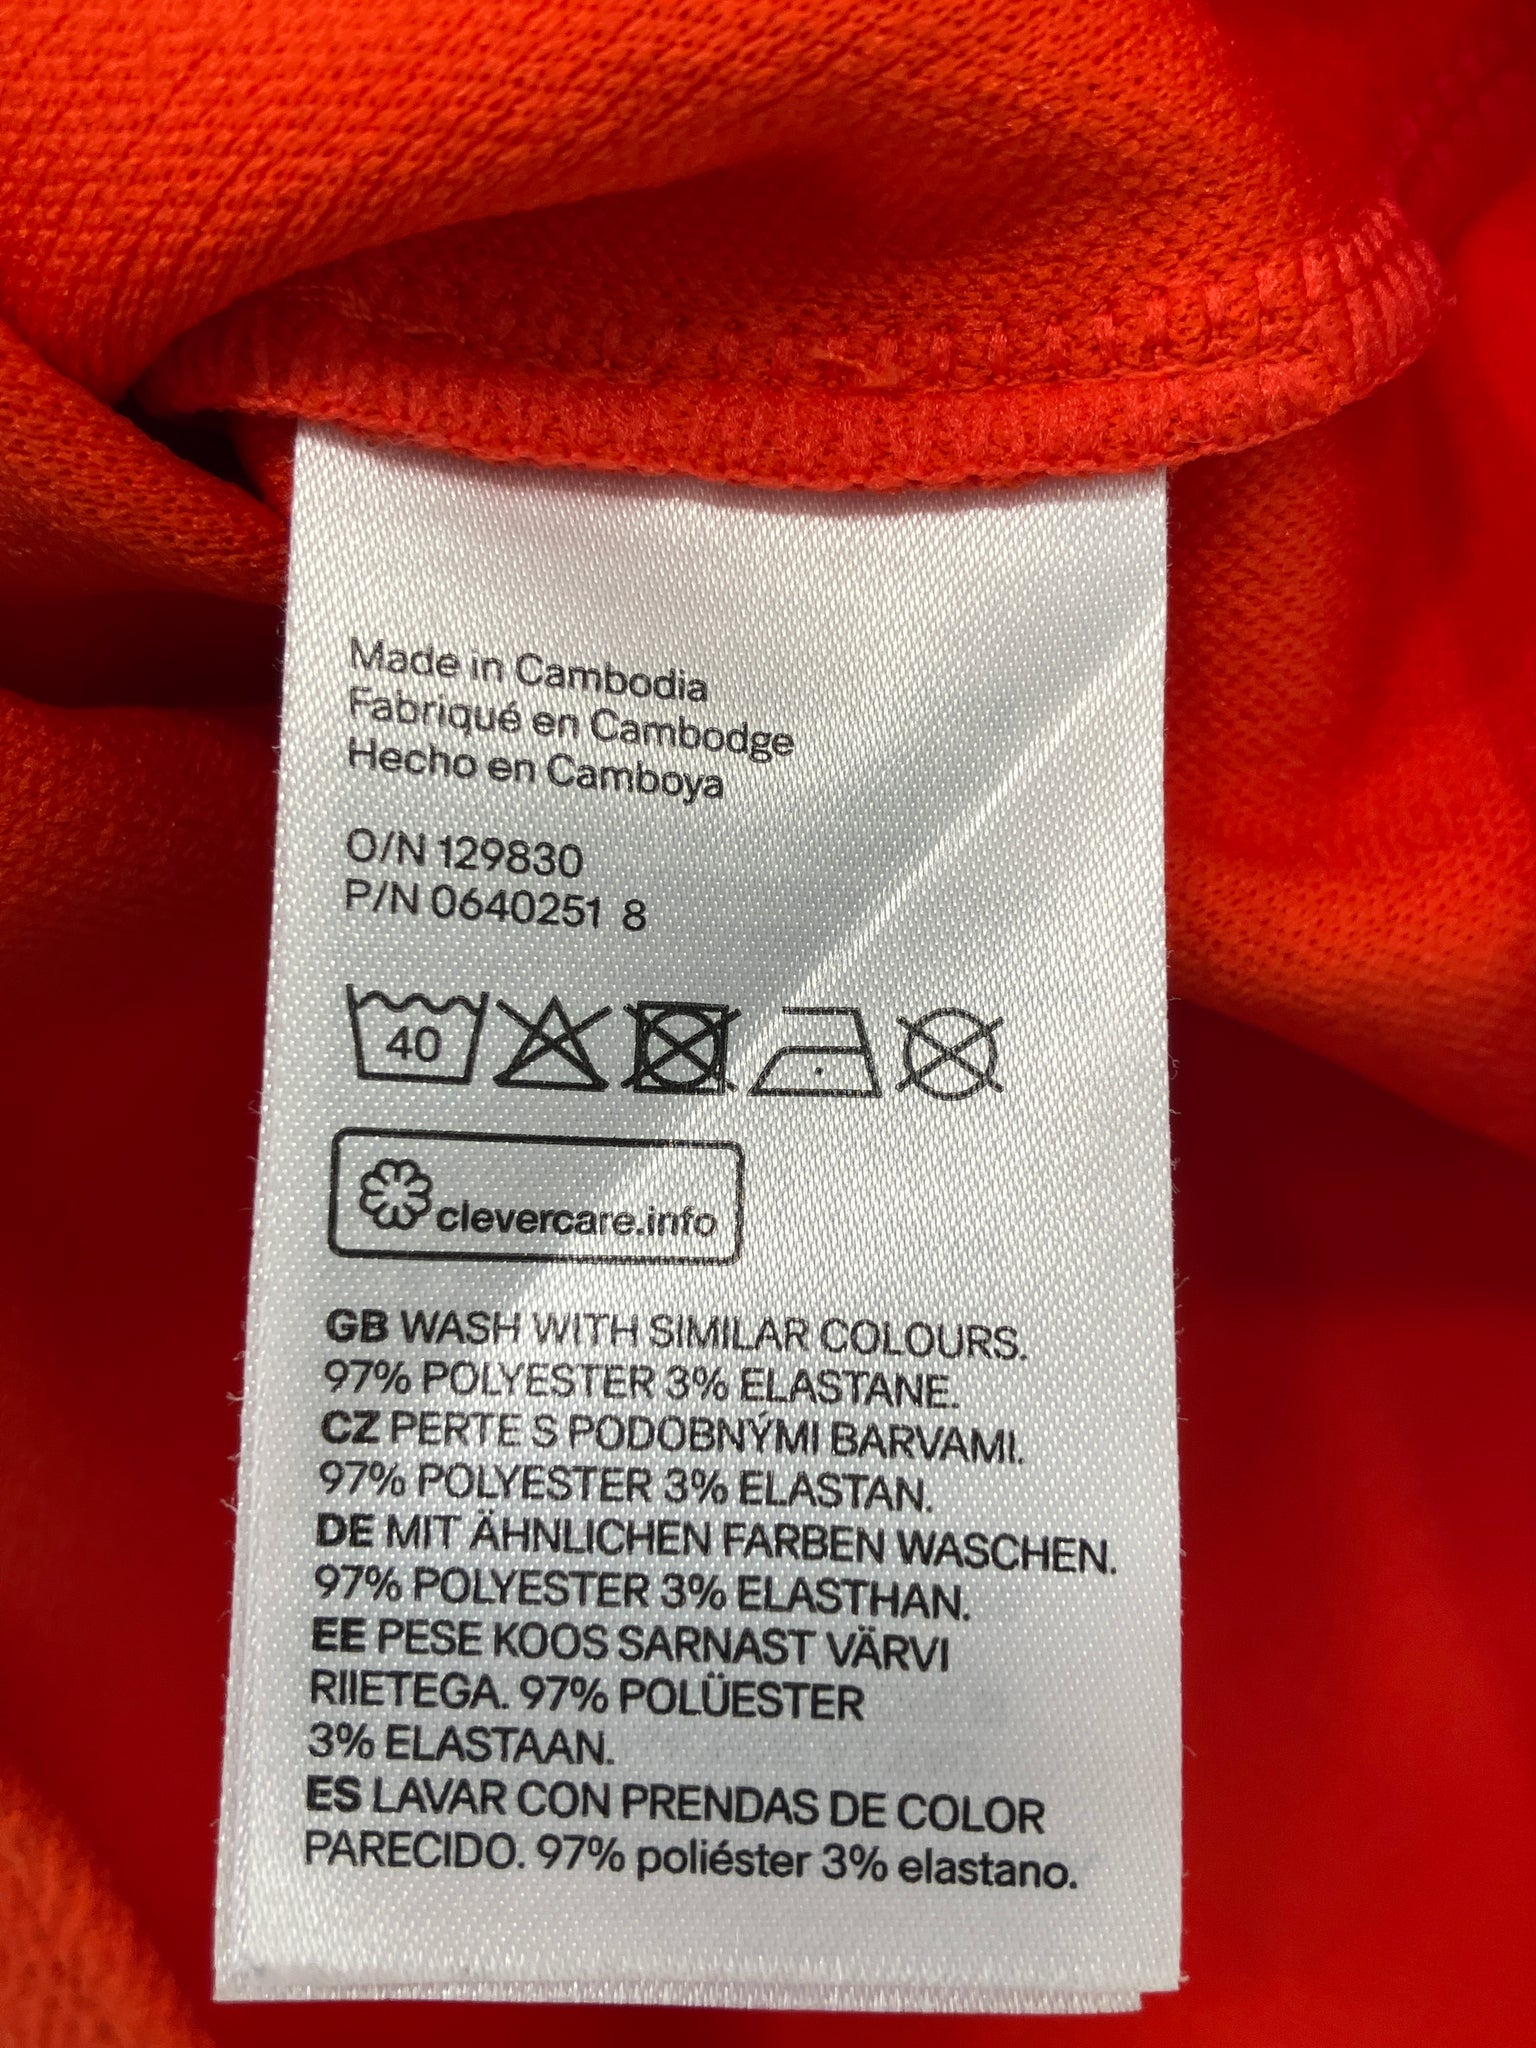 Made in Cambodia
Fabriqué en Cambodge
Hecho en Camboya
O/N 129830
P/N 0640251 8
40
clevercare.info
GB WASH WITH SIMILAR COLOURS.
97% POLYESTER 3% ELASTANE.
CZ PERTE S PODOBNÝMI BARVAMI.
97% POLYESTER 3% ELASTAN.
DE MIT ÄHNLICHEN FARBEN WASCHEN.
97% POLYESTER 3% ELASTHAN.
EE PESE KOOS SARNAST VÄRVI
RIIETEGA. 97% POLÜESTER
3% ELASTAAN.
ES LAVAR CON PRENDAS DE COLOR
PARECIDO. 97% poliéster 3% elastano.